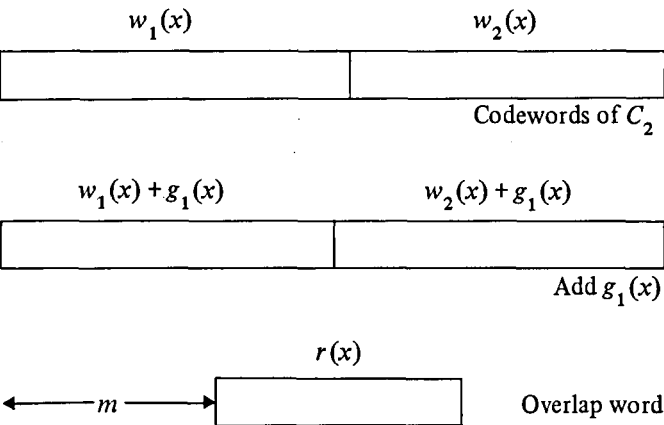 w₁(x) w₂(x)
Codewords of C₂
w₁(x) + g₁(x) w₂(x) + g₁(x)
Add g₁(x)
r(x)
m Overlap word